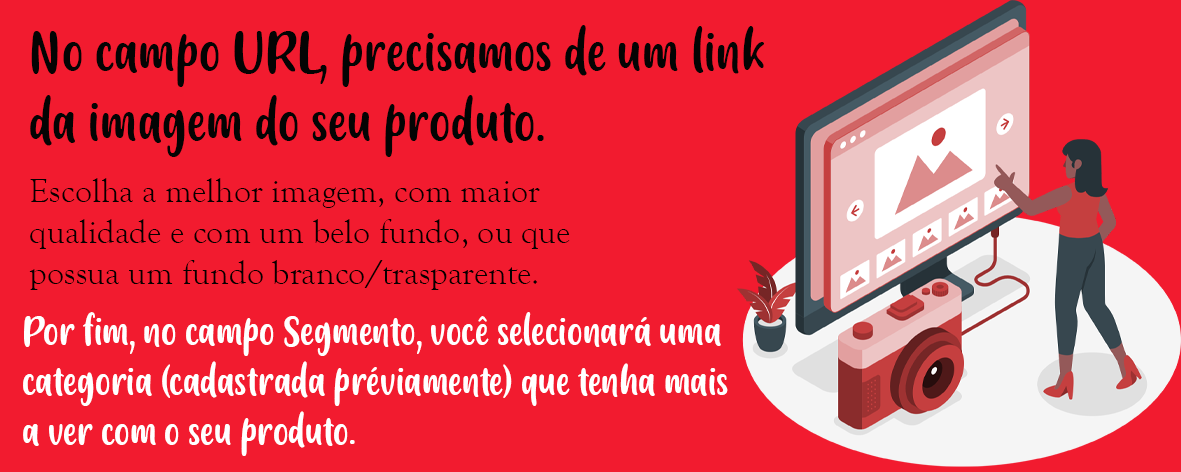 No campo URL, precisamos de um link
da imagem do seu produto.
Escolha a melhor imagem, com maior
qualidade e com um belo fundo, ou que
possua um fundo branco/trasparente.
Por fim, no campo Segmento, você selecionará uma
categoria (cadastrada préviamente) que tenha mais
a ver com o seu produto.